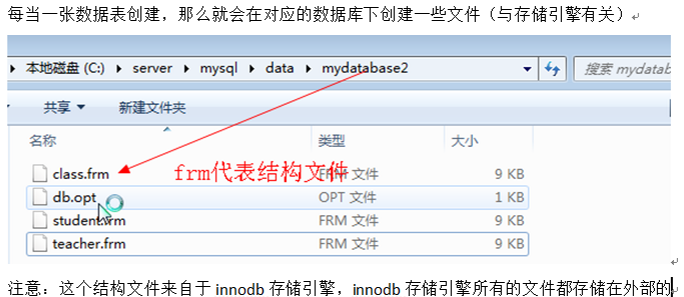 每当一张数据表创建，那么就会在对应的数据库下创建一些文件（与存储引擎有关）
本地磁盘 (C:) server mysql data mydatabase2 搜索 mydatab
共享 新建文件夹
名称 类型 大小
class.frm FRM 文件 9 KB
frm代表结构文件
db.opt OPT 文件 1 KB
student.frm FRM 文件 9 KB
teacher.frm FRM 文件 9 KB
注意：这个结构文件来自于 innodb 存储引擎，innodb 存储引擎所有的文件都存储在外部的